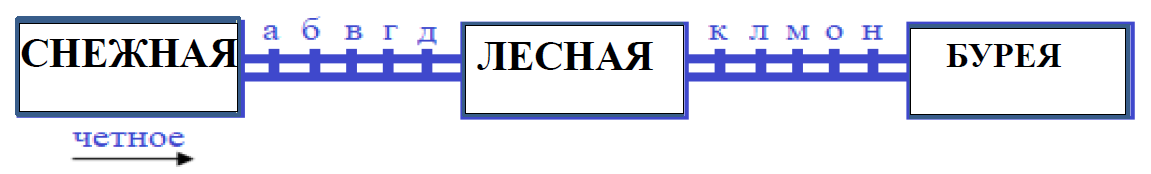 а б в г д к л м о н
СНЕЖНАЯ ЛЕСНАЯ БУРЕЯ
четное